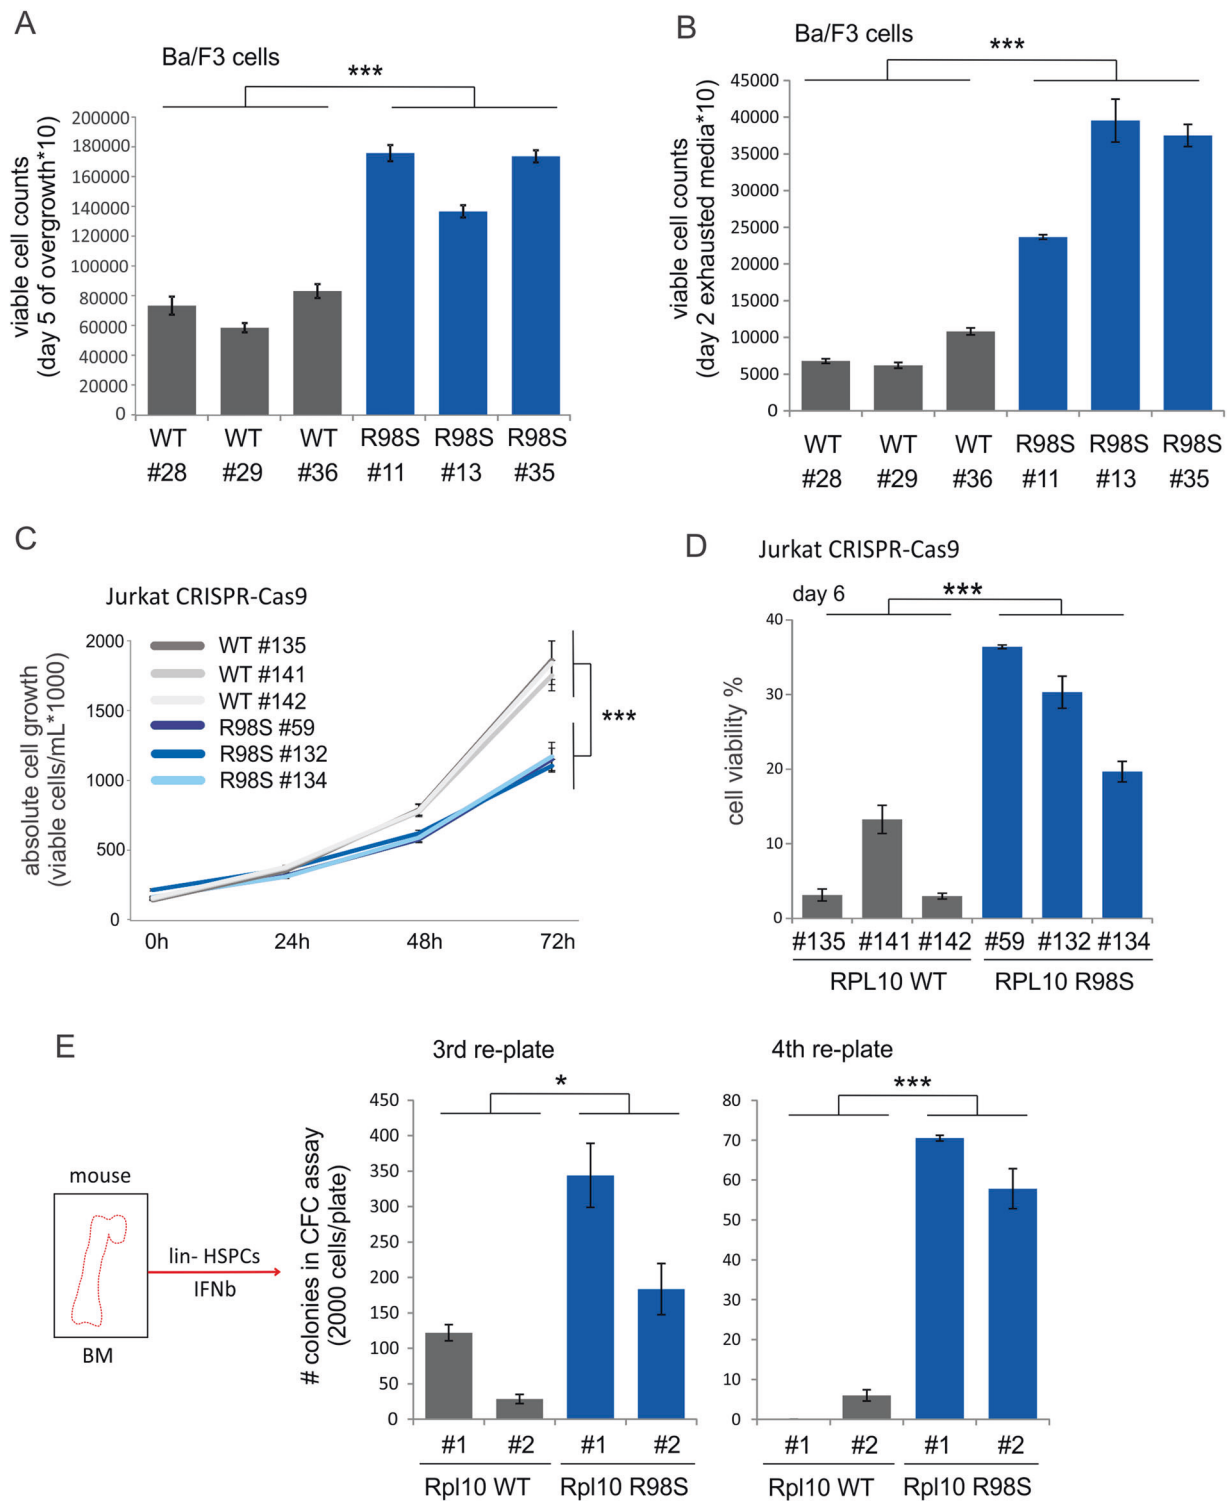 A
Ba/F3 cells
***
viable cell counts
(day 5 of overgrowth*10)
200000
180000
160000
140000
120000
100000
80000
60000
40000
20000
0
WT WT WT R98S R98S R98S
#28 #29 #36 #11 #13 #35
B
Ba/F3 cells
***
viable cell counts
(day 2 exhausted media*10)
45000
40000
35000
30000
25000
20000
15000
10000
5000
0
WT WT WT R98S R98S R98S
#28 #29 #36 #11 #13 #35
C
Jurkat CRISPR-Cas9
absolute cell growth
(viable cells/mL*1000)
2000
1500
1000
500
0
WT #135
WT #141
WT #142
R98S #59
R98S #132
R98S #134
***
0h 24h 48h 72h
D
Jurkat CRISPR-Cas9
day 6
***
cell viability %
40
30
20
10
0
#135 #141 #142 #59 #132 #134
RPL10 WT RPL10 R98S
E
mouse
BM
lin- HSPCs
IFNb
3rd re-plate
*
# colonies in CFC assay
(2000 cells/plate)
450
400
350
300
250
200
150
100
50
0
#1 #2 #1 #2
Rpl10 WT Rpl10 R98S
4th re-plate
***
80
70
60
50
40
30
20
10
0
#1 #2 #1 #2
Rpl10 WT Rpl10 R98S